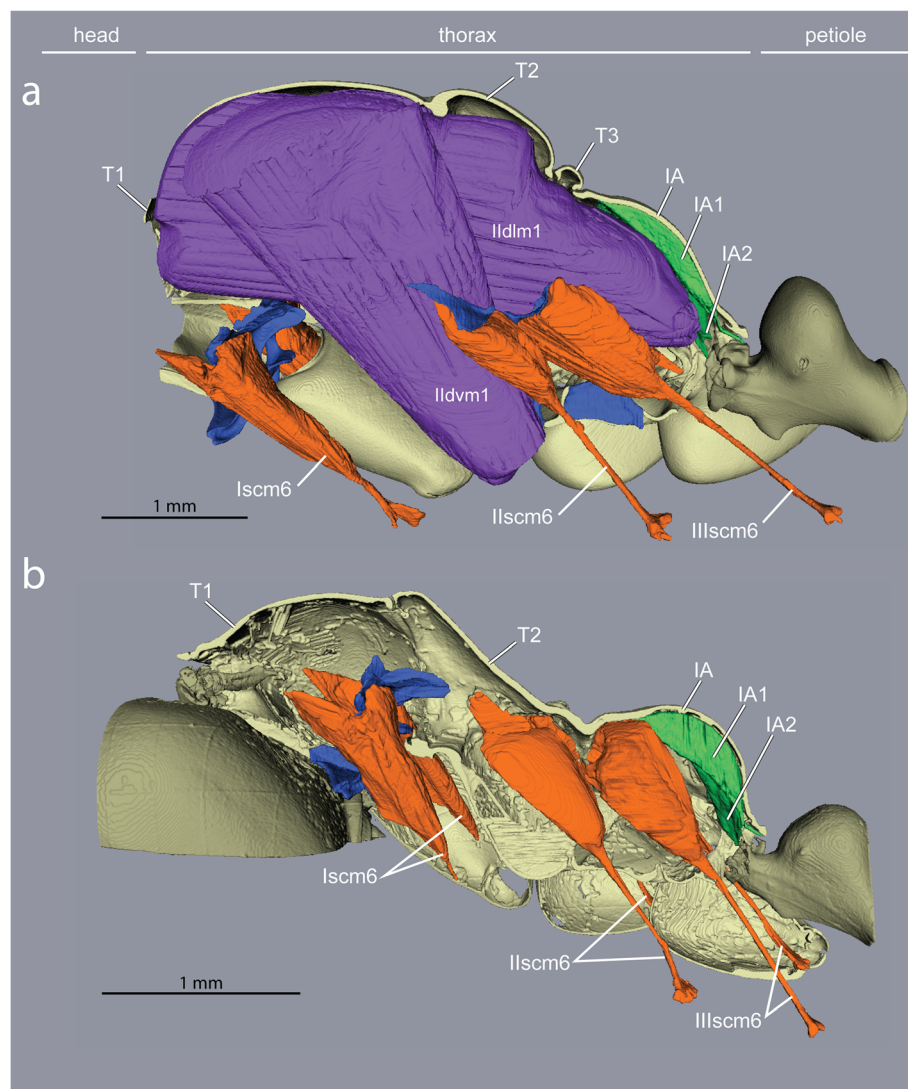 head thorax petiole
a
T2
T3
T1
IA
IA1
IIdlm1
IA2
IIdvm1
Iscm6
IIscm6
IIIscm6
1 mm
b
T1
T2
IA
IA1
IA2
Iscm6
IIscm6
1 mm
IIIscm6